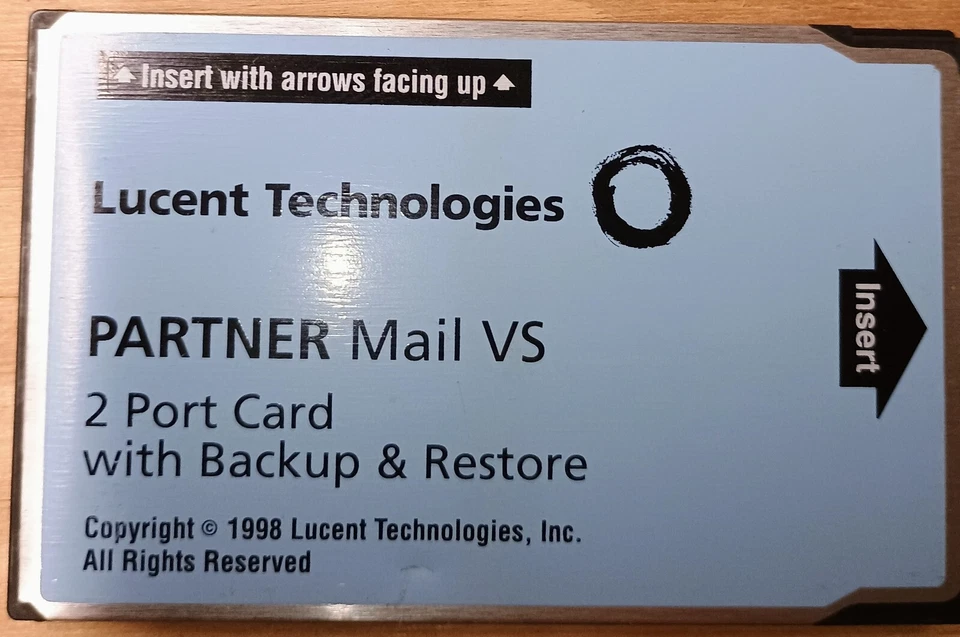 Insert with arrows facing up
Lucent Technologies
Insert
PARTNER Mail VS
2 Port Card
with Backup & Restore
Copyright © 1998 Lucent Technologies, Inc.
All Rights Reserved